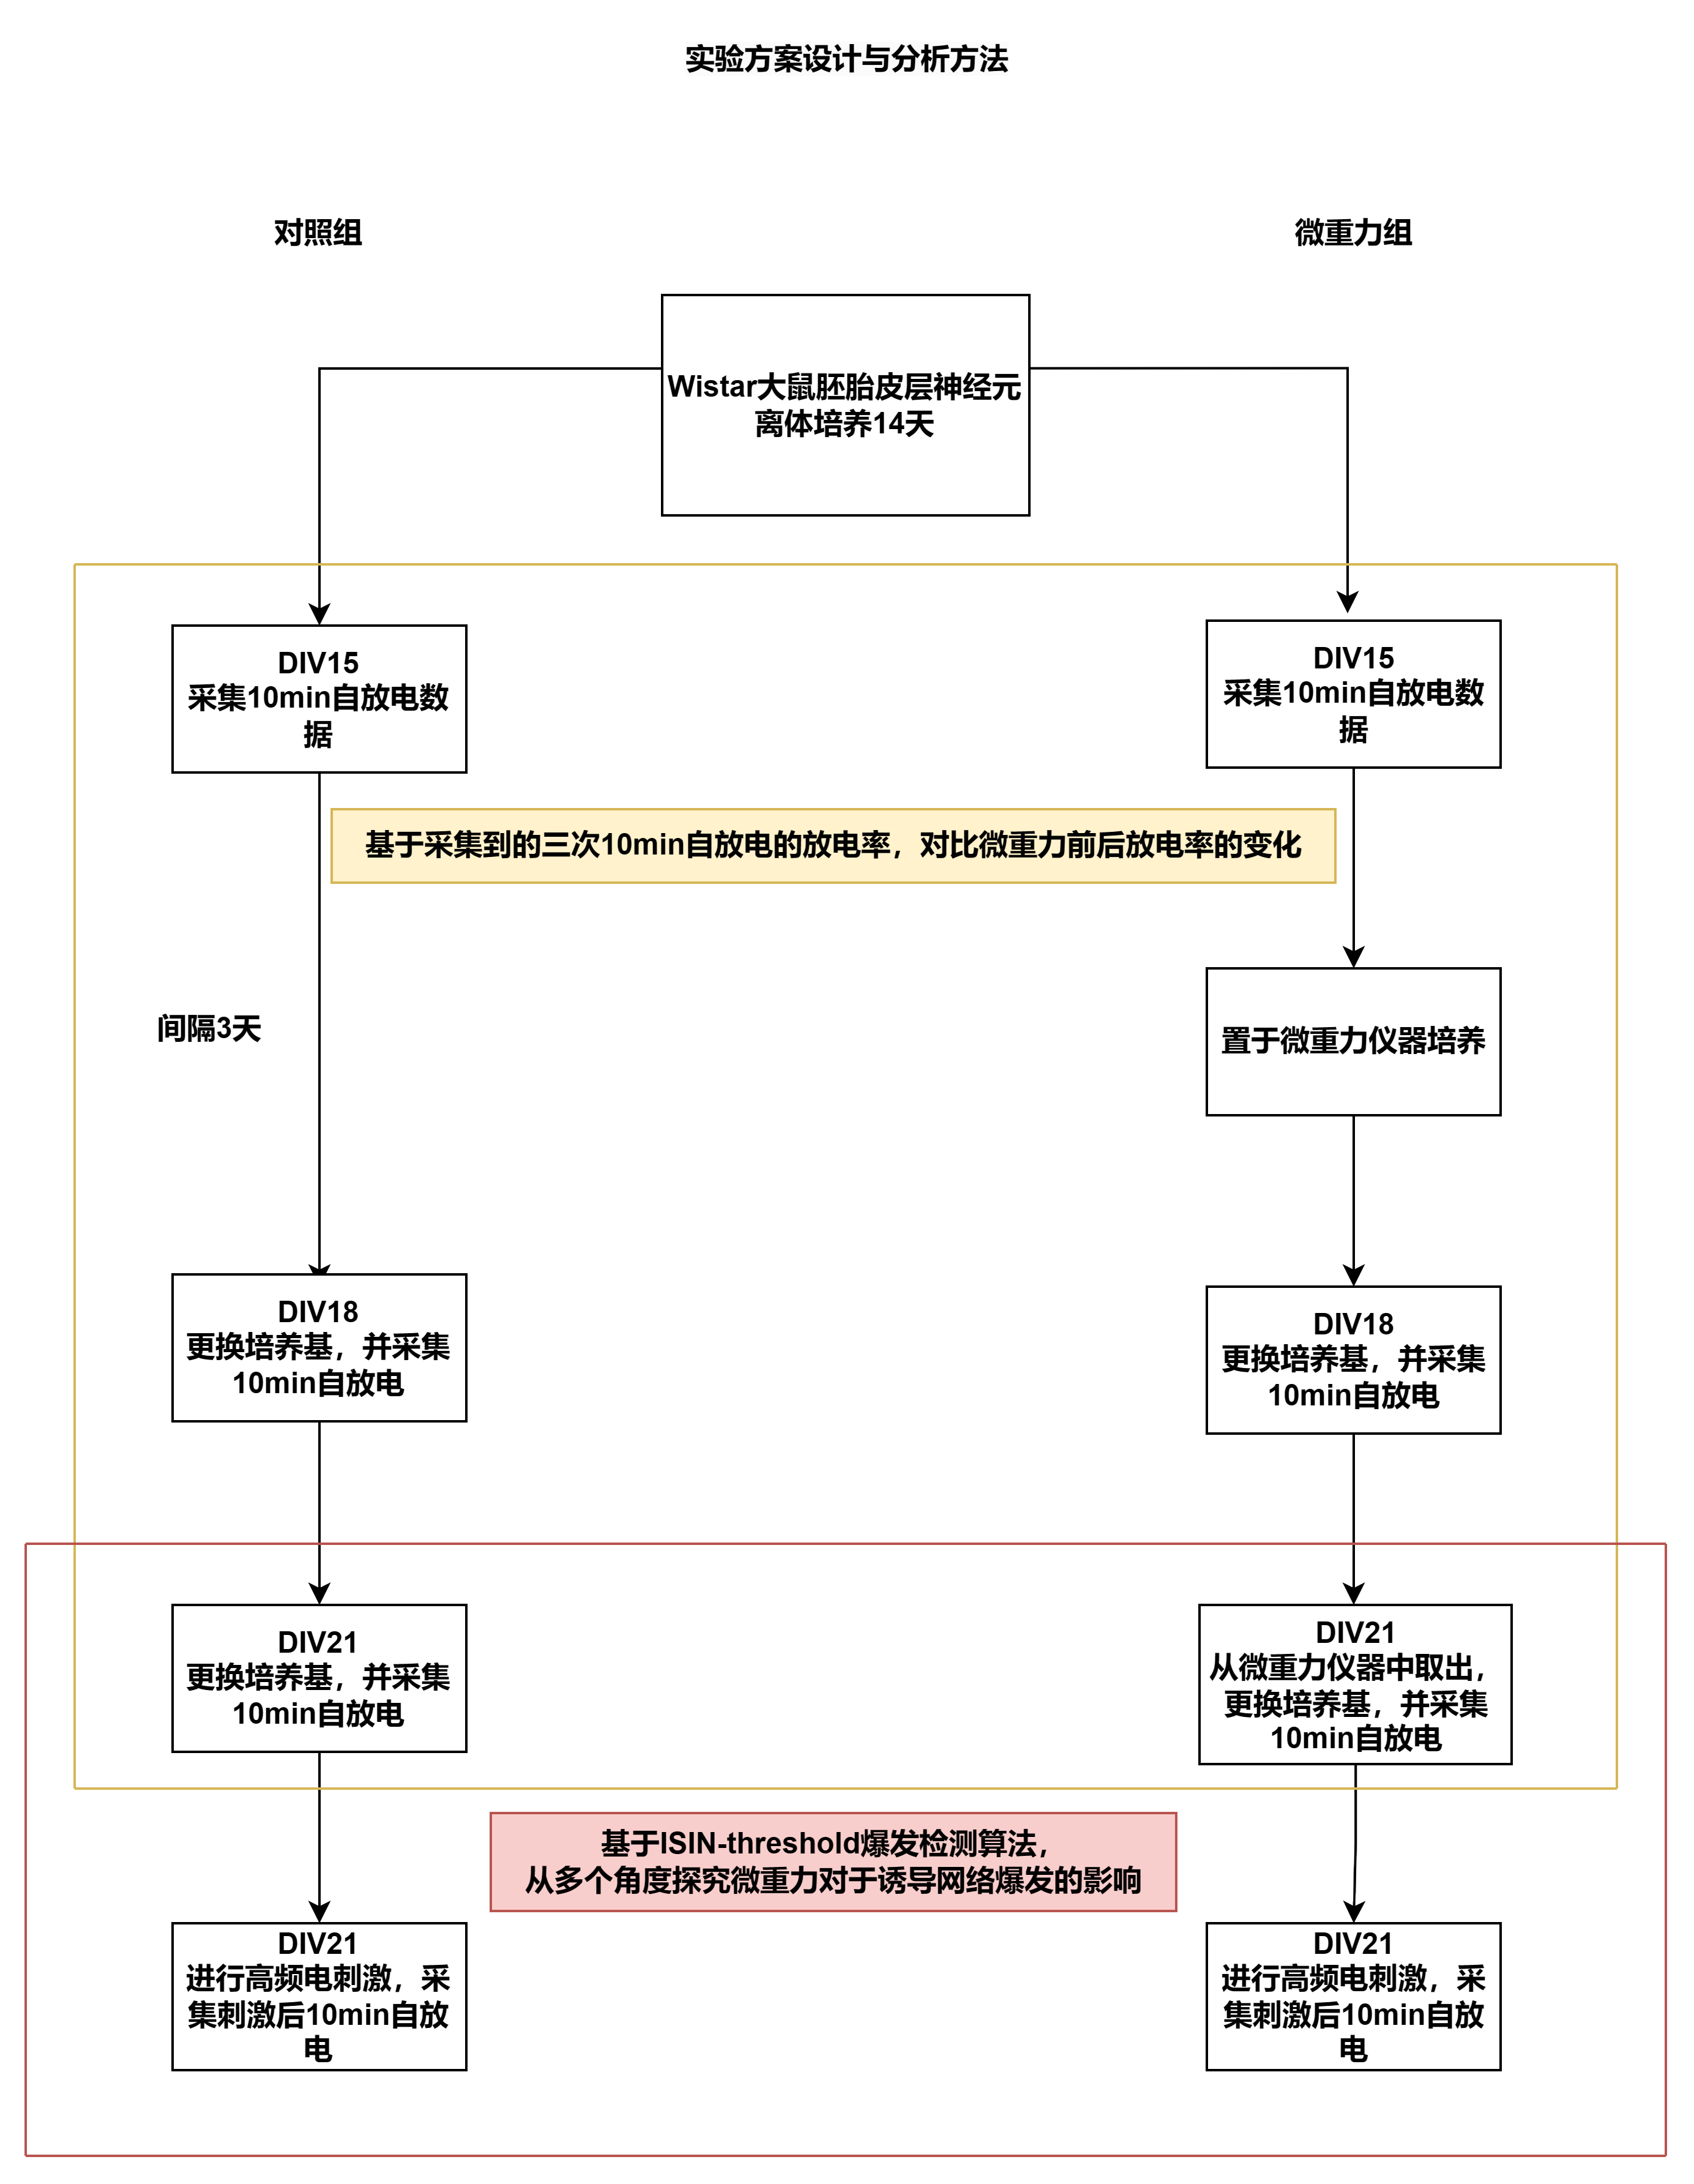 实验方案设计与分析方法
对照组
微重力组
Wistar大鼠胚胎皮层神经元
离体培养14天
DIV15
采集10min自放电数
据
DIV15
采集10min自放电数
据
基于采集到的三次10min自放电的放电率，对比微重力前后放电率的变化
间隔3天
置于微重力仪器培养
DIV18
更换培养基，并采集
10min自放电
DIV18
更换培养基，并采集
10min自放电
DIV21
更换培养基，并采集
10min自放电
DIV21
从微重力仪器中取出，
更换培养基，并采集
10min自放电
基于ISIN-threshold爆发检测算法，
从多个角度探究微重力对于诱导网络爆发的影响
DIV21
进行高频电刺激，采
集刺激后10min自放
电
DIV21
进行高频电刺激，采
集刺激后10min自放
电